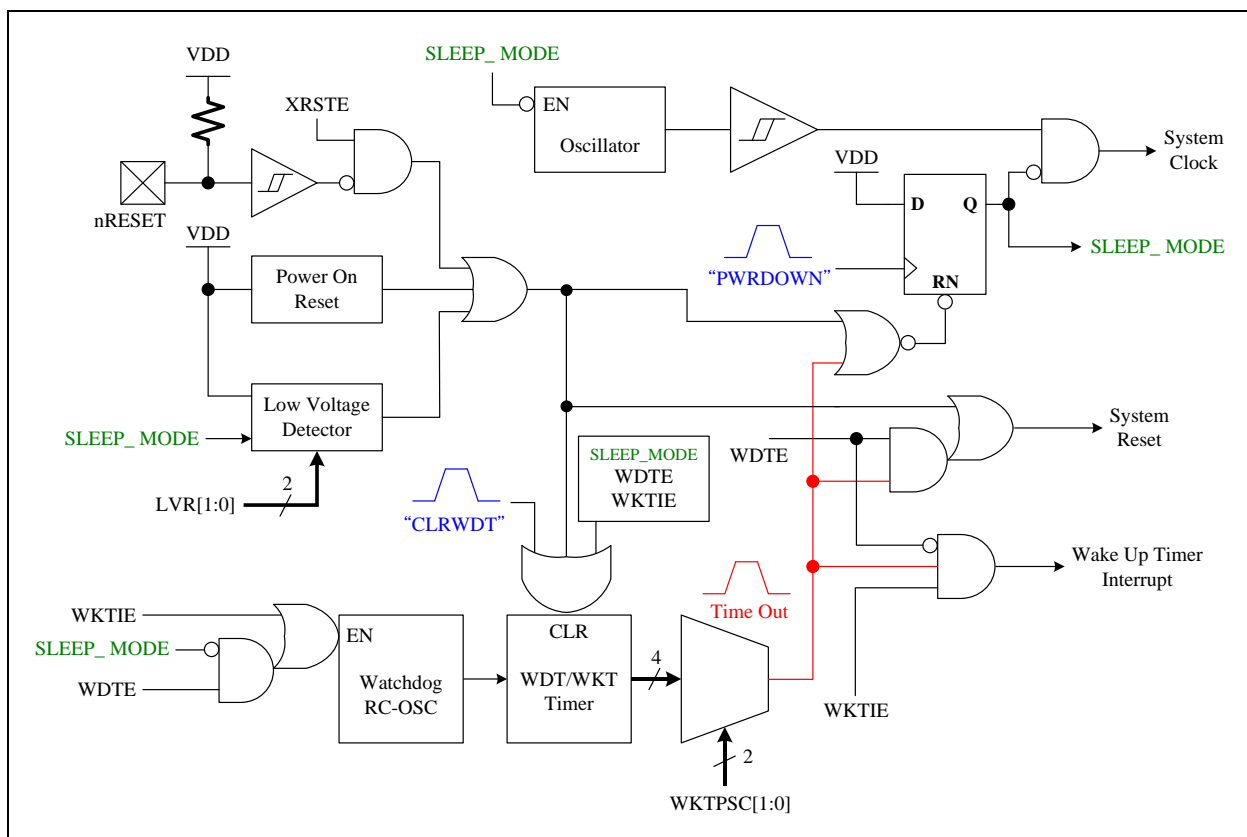 VDD
XRSTE
nRESET
SLEEP_ MODE
EN
Oscillator
System
Clock
VDD
D
Q
RN
SLEEP_ MODE
“PWRDOWN”
VDD
Power On
Reset
Low Voltage
Detector
SLEEP_ MODE
2
LVR[1:0]
“CLRWDT”
SLEEP_MODE
WDTE
WKTIE
WDTE
System
Reset
Wake Up Timer
Interrupt
Time Out
WKTIE
SLEEP_ MODE
WDTE
EN
Watchdog
RC-OSC
CLR
WDT/WKT
Timer
4
2
WKTPSC[1:0]
WKTIE